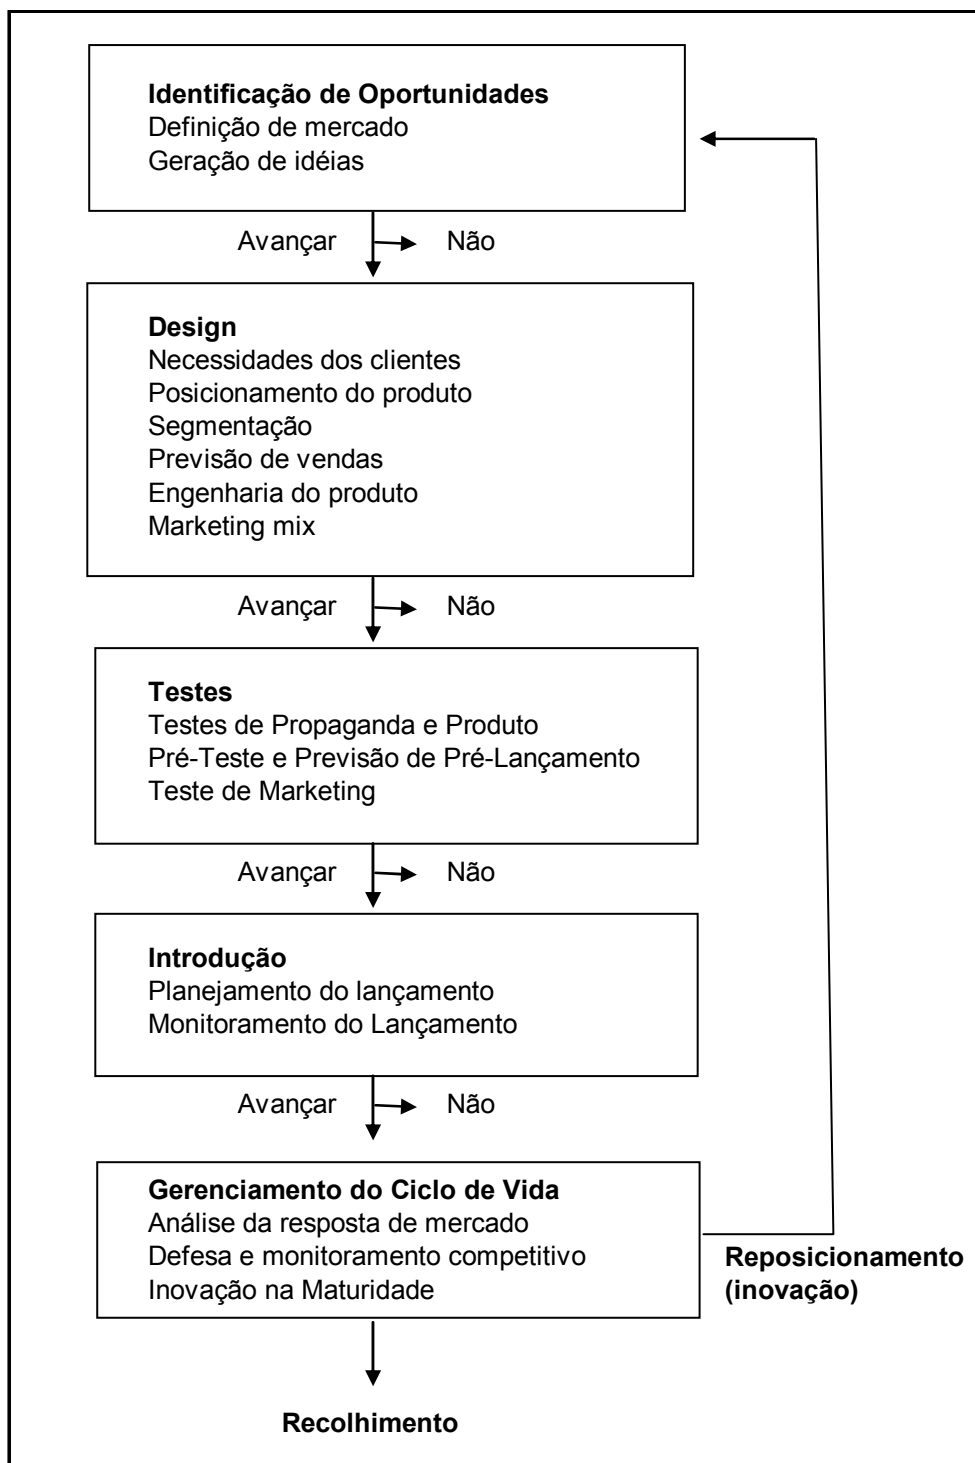 Identificação de Oportunidades
Definição de mercado
Geração de idéias
Avançar Não
Design
Necessidades dos clientes
Posicionamento do produto
Segmentação
Previsão de vendas
Engenharia do produto
Marketing mix
Avançar Não
Testes
Testes de Propaganda e Produto
Pré-Teste e Previsão de Pré-Lançamento
Teste de Marketing
Avançar Não
Introdução
Planejamento do lançamento
Monitoramento do Lançamento
Avançar Não
Gerenciamento do Ciclo de Vida
Análise da resposta de mercado
Defesa e monitoramento competitivo
Inovação na Maturidade
Reposicionamento
(inovação)
Recolhimento